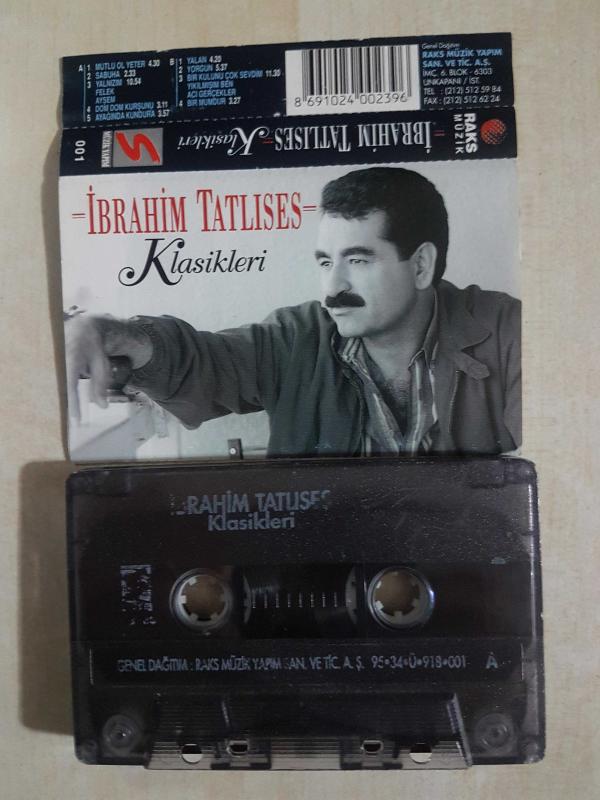 A 1 MUTLU OL YETER 4.30
2 SABUHA 2.33
3 YALNIZIM 10.54
FELEK
AYSEM
4 DOM DOM KURŞUNU 3.11
5 AYAĞINDA KUNDURA 3.57
B 1 YALAN 4.20
2 YORGUN 5.37
3 BİR KULUNU ÇOK SEVDİM 11.30
YIKILMIŞIM BEN
ACI GERÇEKLER
4 BİR MUMDUR 3.27
8 691024 002396
Genel Dağıtım
RAKS MÜZİK YAPIM
SAN. VE TİC. A.Ş.
İMÇ. 6. BLOK - 6303
UNKAPANI / İST.
TEL : (212) 512 59 84
FAX : (212) 512 62 24
001
S
MÜZİK YAPIM
İBRAHİM TATLISES
Klasikleri
RAKS
MÜZİK
=İBRAHİM TATLISES=
Klasikleri
İBRAHİM TATLISES
Klasikleri
GENEL DAĞITIM : RAKS MÜZİK YAPIM SAN. VE TİC. A. Ş. 95•34•Ü•918•001 A